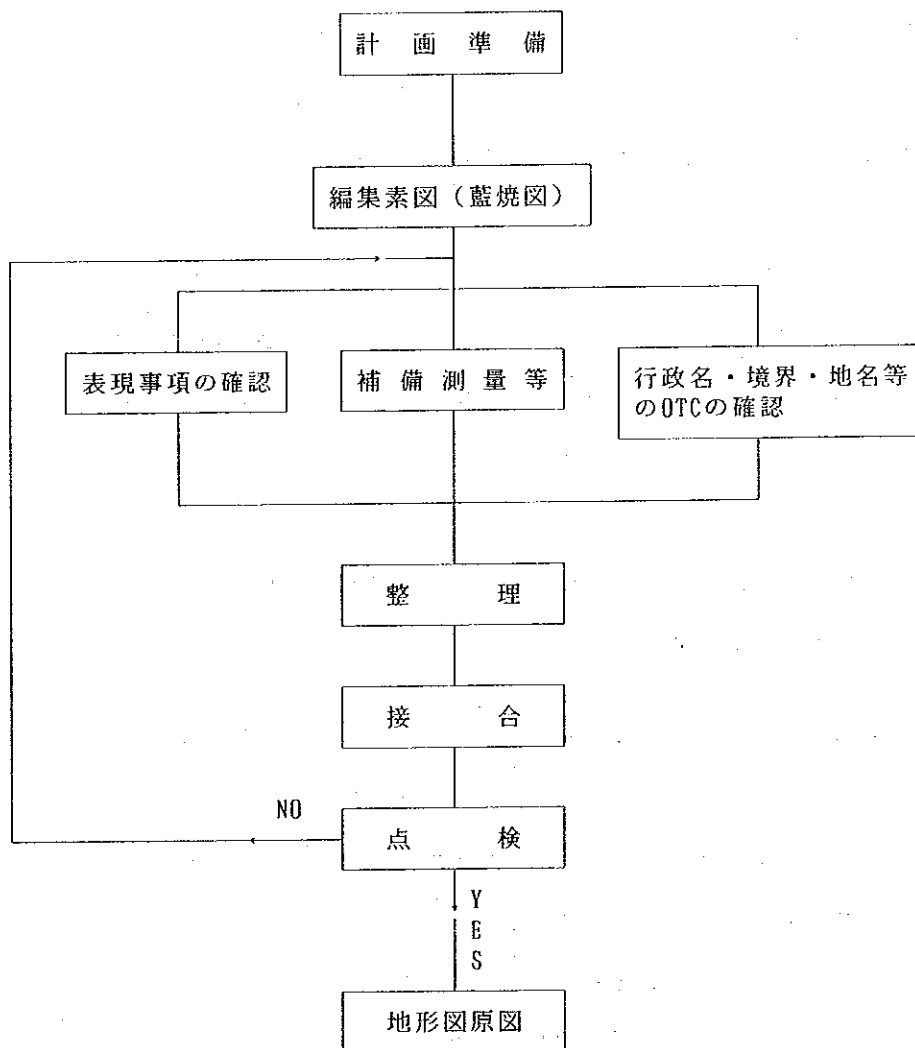 計画準備
編集素図（藍焼図）
表現事項の確認
補備測量等
行政名・境界・地名等
のOTCの確認
整理
接合
NO
点検
YES
地形図原図